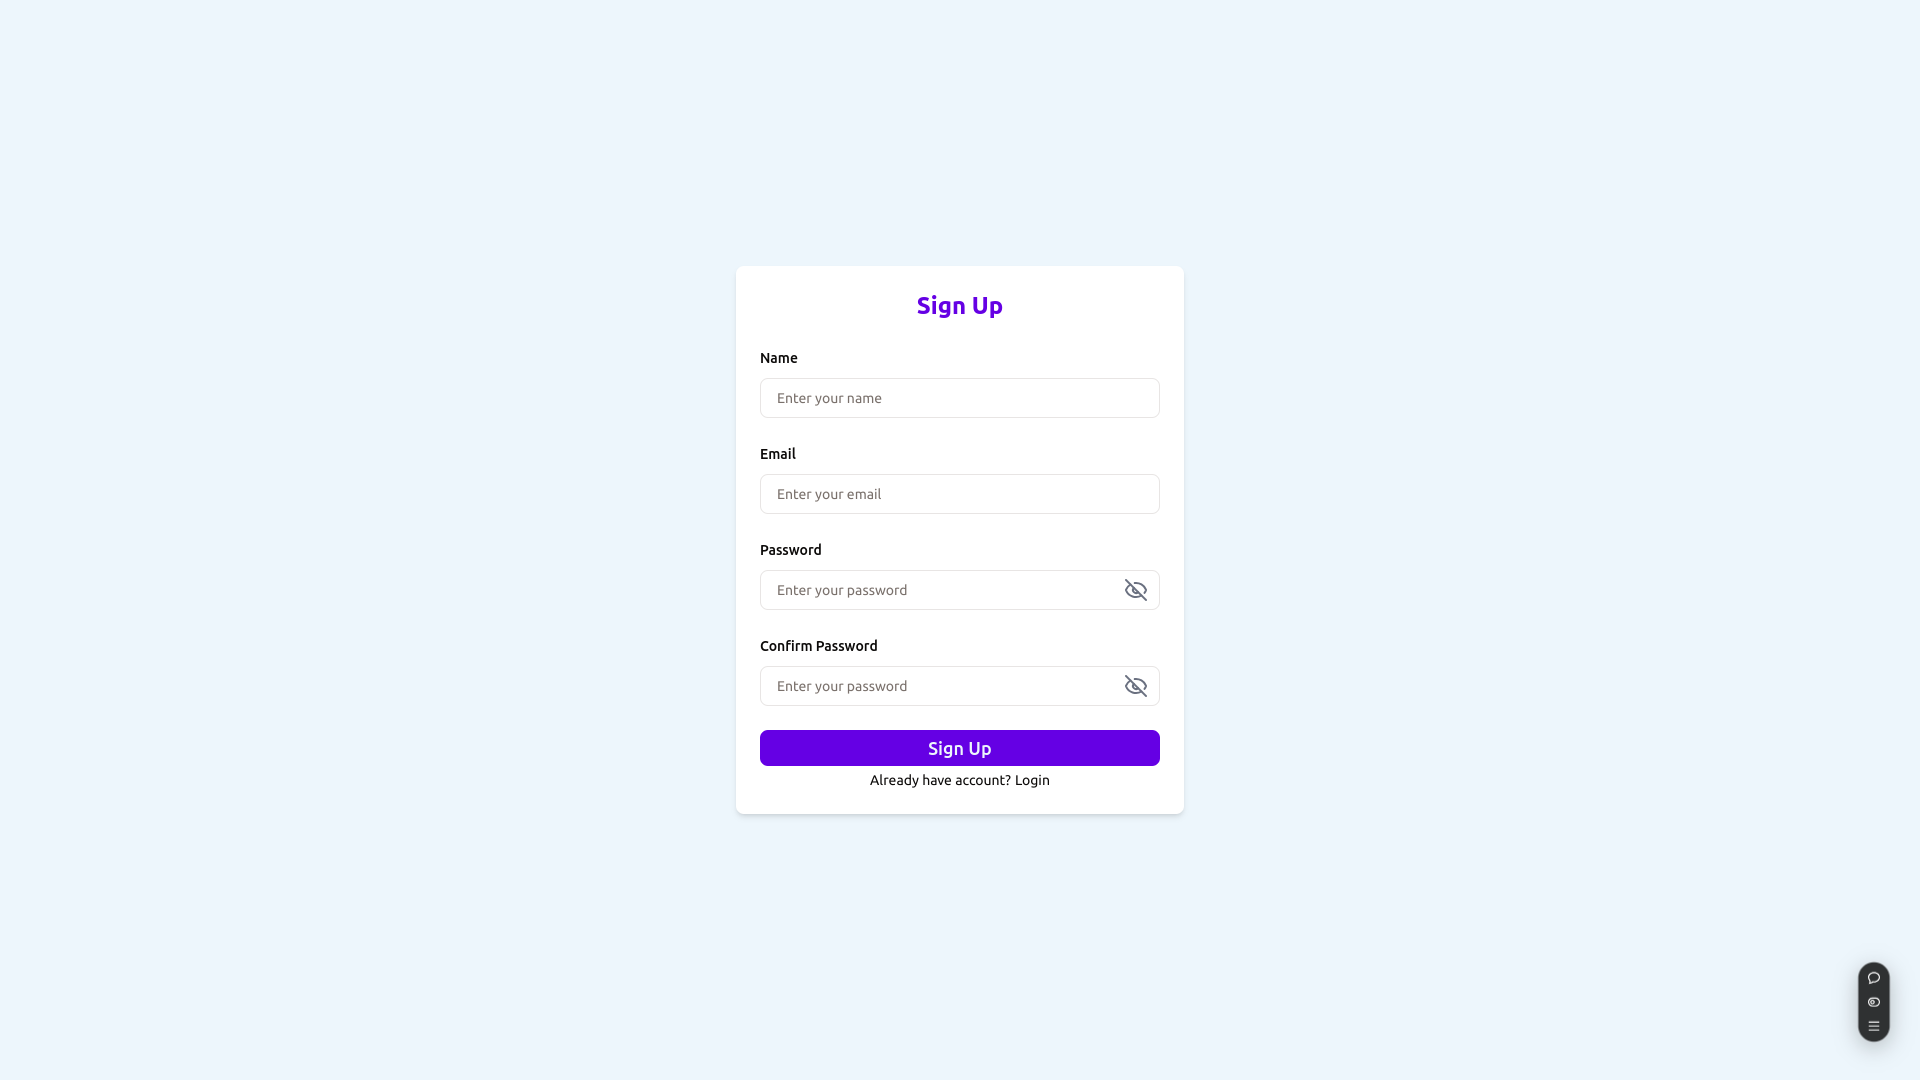 Sign Up
Name
Enter your name
Email
Enter your email
Password
Enter your password
Confirm Password
Enter your password
Sign Up
Already have account? Login